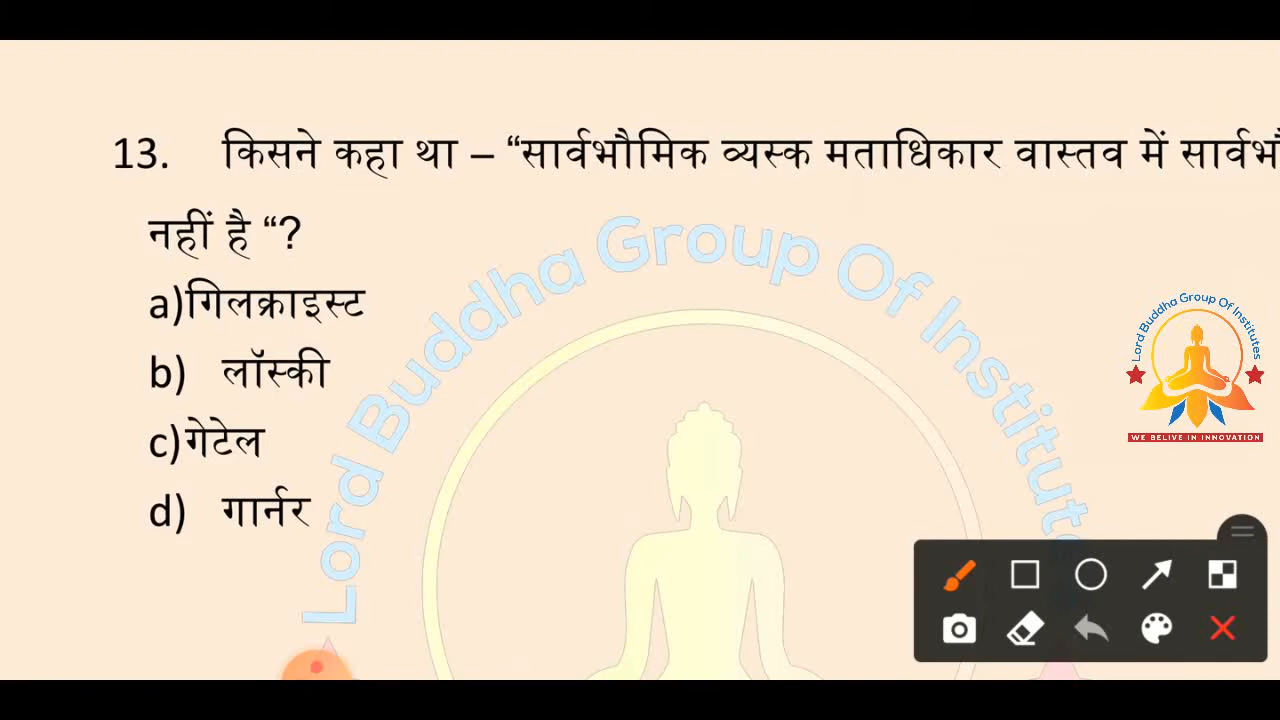 13. किसने कहा था – “सार्वभौमिक व्यस्क मताधिकार वास्तव में
नहीं है “?
a)गिलक्राइस्ट
b) लॉस्की
c)गेटेल
d) गार्नर
Lord Buddha Group Of Institutes
WE BELIVE IN INNOVATION
Lord Buddha Group Of